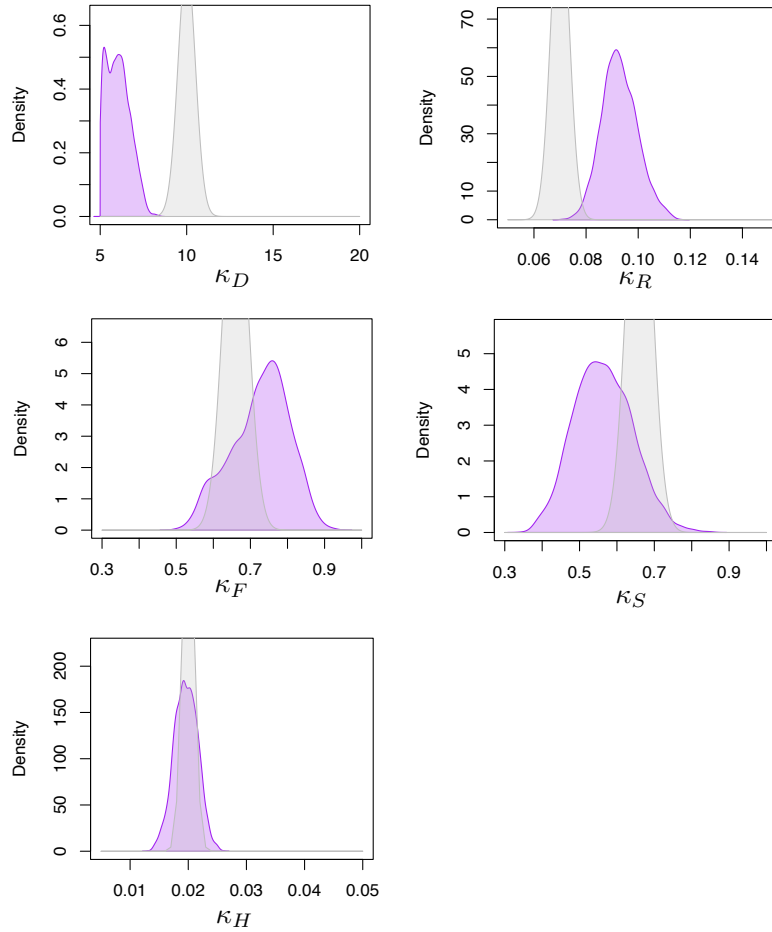 Density
0.0 0.2 0.4 0.6
5 10 15 20
κ_D
Density
0 10 30 50 70
0.06 0.08 0.10 0.12 0.14
κ_R
Density
0 1 2 3 4 5 6
0.3 0.5 0.7 0.9
κ_F
Density
0 1 2 3 4 5
0.3 0.5 0.7 0.9
κ_S
Density
0 50 100 150 200
0.01 0.02 0.03 0.04 0.05
κ_H